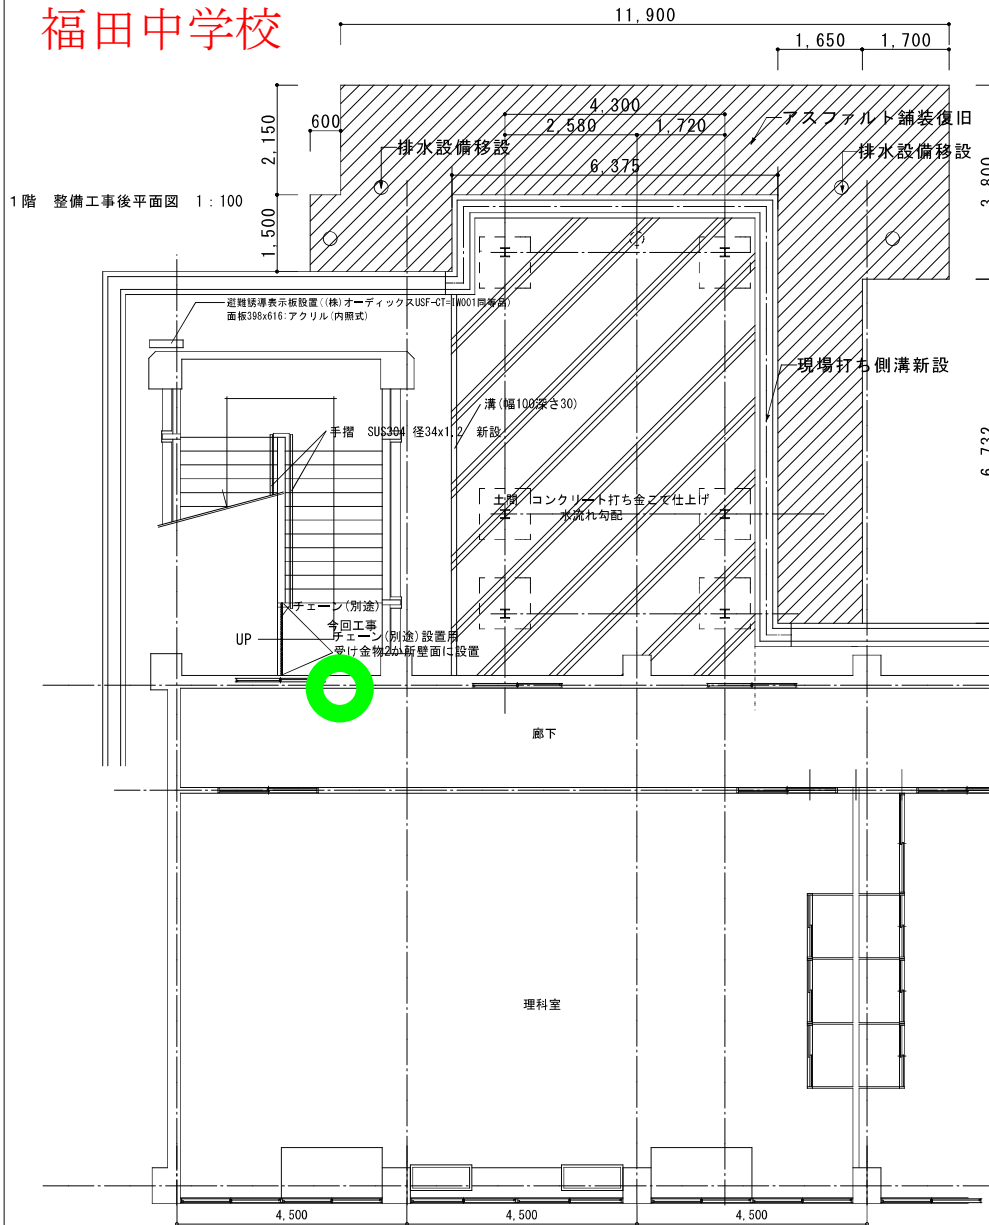 福田中学校
11,900
1,650
1,700
4,300
2,580
1,720
600
2,150
アスファルト舗装復旧
排水設備移設
排水設備移設
6,375
3,800
1階 整備工事後平面図 1:100
1,500
避難誘導表示板設置((株)オーディックスUSF-CT-IW001同等品)
面板398x616:アクリル(内照式)
現場打ち側溝新設
溝(幅100深さ30)
手摺 SUS304 径34x1.2 新設
6,732
土間 コンクリート打ち金ごて仕上げ
水流れ勾配
チェーン(別途)
今回工事
UP
チェーン(別途)設置用
受け金物2か所壁面に設置
廊下
理科室
4,500
4,500
4,500